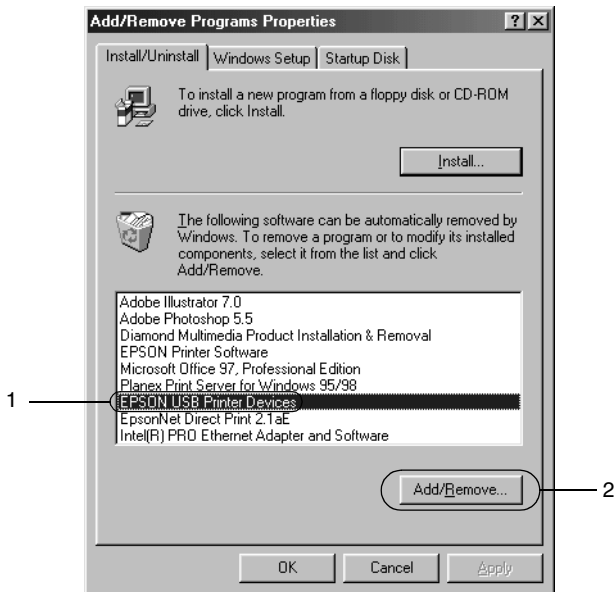 Add/Remove Programs Properties
? ×
Install/Uninstall Windows Setup Startup Disk
To install a new program from a floppy disk or CD-ROM
drive, click Install.
Install...
The following software can be automatically removed by
Windows. To remove a program or to modify its installed
components, select it from the list and click
Add/Remove.
Adobe Illustrator 7.0
Adobe Photoshop 5.5
Diamond Multimedia Product Installation & Removal
EPSON Printer Software
Microsoft Office 97, Professional Edition
Planex Print Server for Windows 95/98
1
EPSON USB Printer Devices
EpsonNet Direct Print 2.1aE
Intel(R) PRO Ethernet Adapter and Software
Add/Remove...
2
OK Cancel Apply